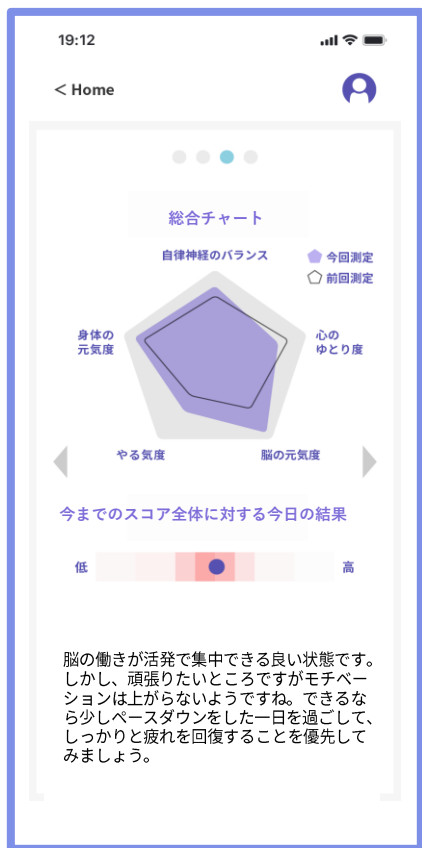 19:12
< Home
総合チャート
自律神経のバランス
今回測定
前回測定
身体の
元気度
心の
ゆとり度
やる気度
脳の元気度
今までのスコア全体に対する今日の結果
低
高
脳の働きが活発で集中できる良い状態です。
しかし、頑張りたいところですがモチベー
ションは上がらないようですね。できるな
ら少しペースダウンをした一日を過ごして、
しっかりと疲れを回復することを優先して
みましょう。